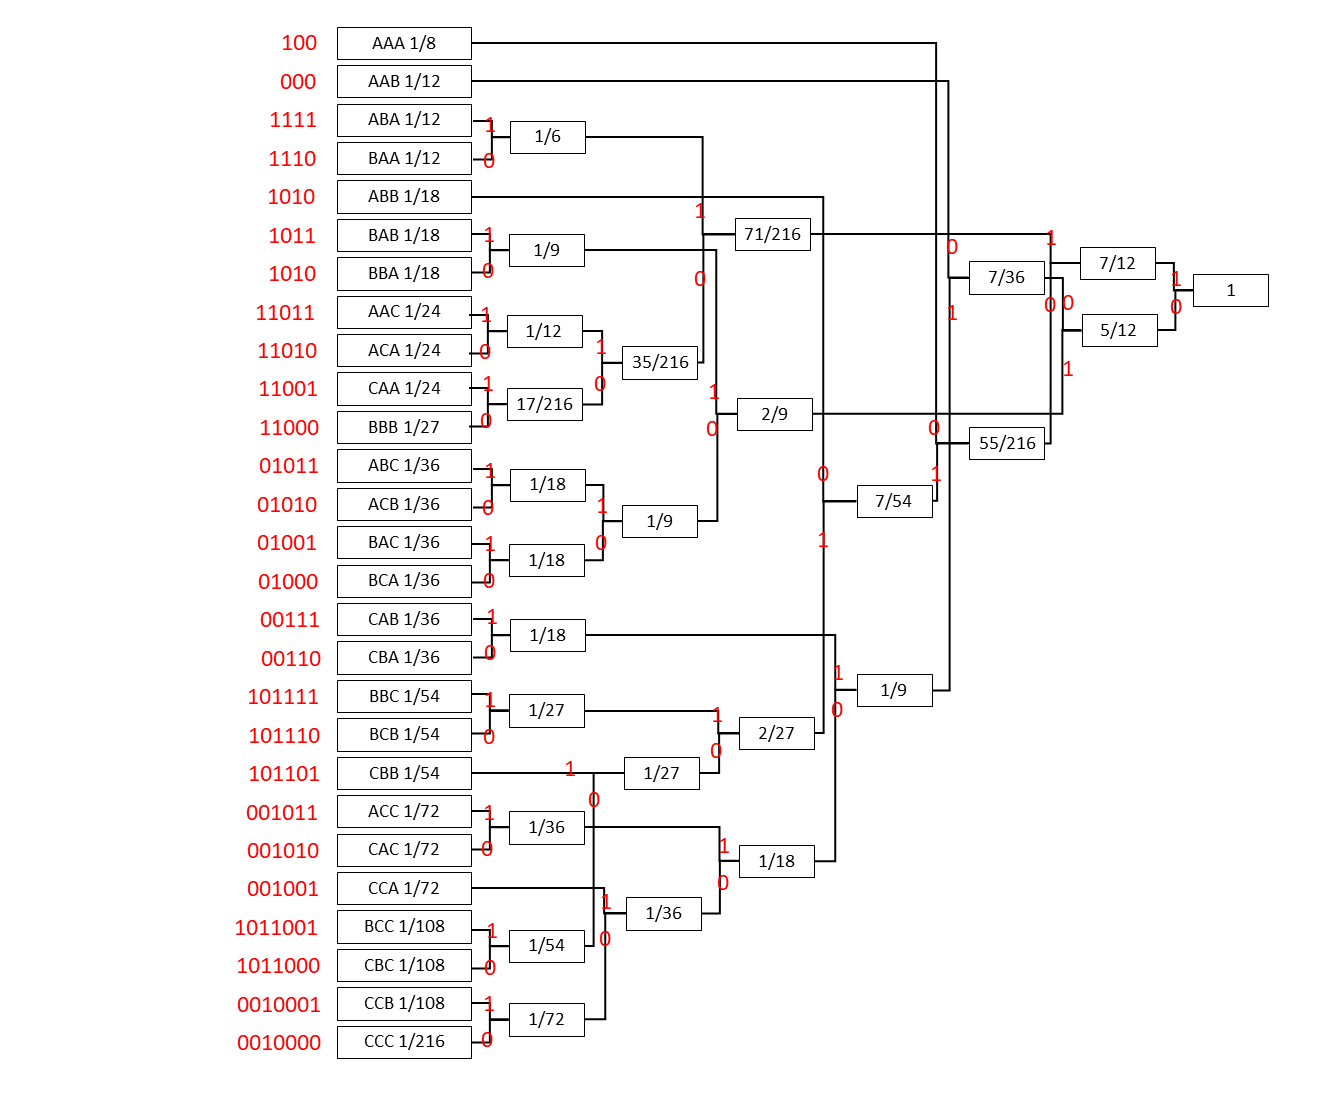 100 AAA 1/8
000 AAB 1/12
1111 ABA 1/12 1
1/6
1110 BAA 1/12 0
1010 ABB 1/18
1
1011 BAB 1/18 1
71/216 1
1/9 0
7/12
1010 BBA 1/18 0
0 7/36 1
1
11011 AAC 1/24 1
1 0 0 0
1/12 5/12
11010 ACA 1/24 0 1
35/216
1
11001 CAA 1/24 1 0
17/216 1
2/9
11000 BBB 1/27 0 0 0
55/216
01011 ABC 1/36 1
0 1
1/18
01010 ACB 1/36 0 1
7/54
1/9
01001 BAC 1/36 1 0 1
1/18
01000 BCA 1/36 0
00111 CAB 1/36 1
1/18
00110 CBA 1/36 0
1
1/9
101111 BBC 1/54 1
1/27 1 0
101110 BCB 1/54 0
2/27
0
101101 CBB 1/54 1 1/27
0
001011 ACC 1/72 1
1/36
001010 CAC 1/72 0 1
1/18
001001 CCA 1/72 0
1
1/36
1011001 BCC 1/108 1
1/54 0
1011000 CBC 1/108 0
0010001 CCB 1/108 1
1/72
0010000 CCC 1/216 0